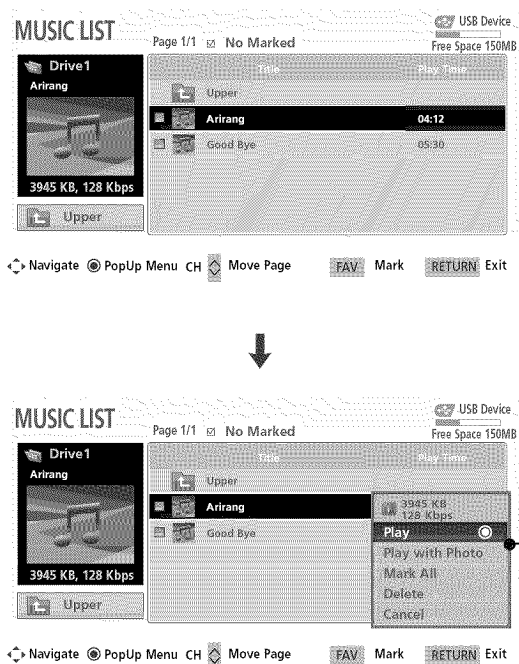 MUSIC LIST
Page 1/1 No Marked
USB Device
Free Space 150MB
Drive1
Arirang
3945 KB, 128 Kbps
Upper
Title Play Time
Upper
Arirang 04:12
Good Bye 05:30
Navigate PopUp Menu CH Move Page FAV Mark RETURN Exit
MUSIC LIST
Page 1/1 No Marked
USB Device
Free Space 150MB
Drive1
Arirang
3945 KB, 128 Kbps
Upper
Title Play Time
Upper
Arirang
Good Bye
3945 KB
128 Kbps
Play
Play with Photo
Mark All
Delete
Cancel
Navigate PopUp Menu CH Move Page FAV Mark RETURN Exit